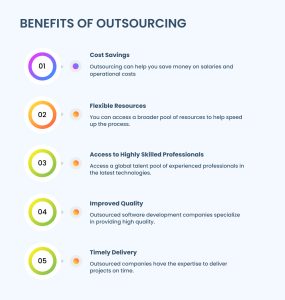 BENEFITS OF OUTSOURCING
01
Cost Savings
Outsourcing can help you save money on salaries and
operational costs
02
Flexible Resources
You can access a broader pool of resources to help speed
up the process.
03
Access to Highly Skilled Professionals
Access a global talent pool of experienced professionals in
the latest technologies.
04
Improved Quality
Outsourced software development companies specialize
in providing high quality.
05
Timely Delivery
Outsourced companies have the expertise to deliver
projects on time.